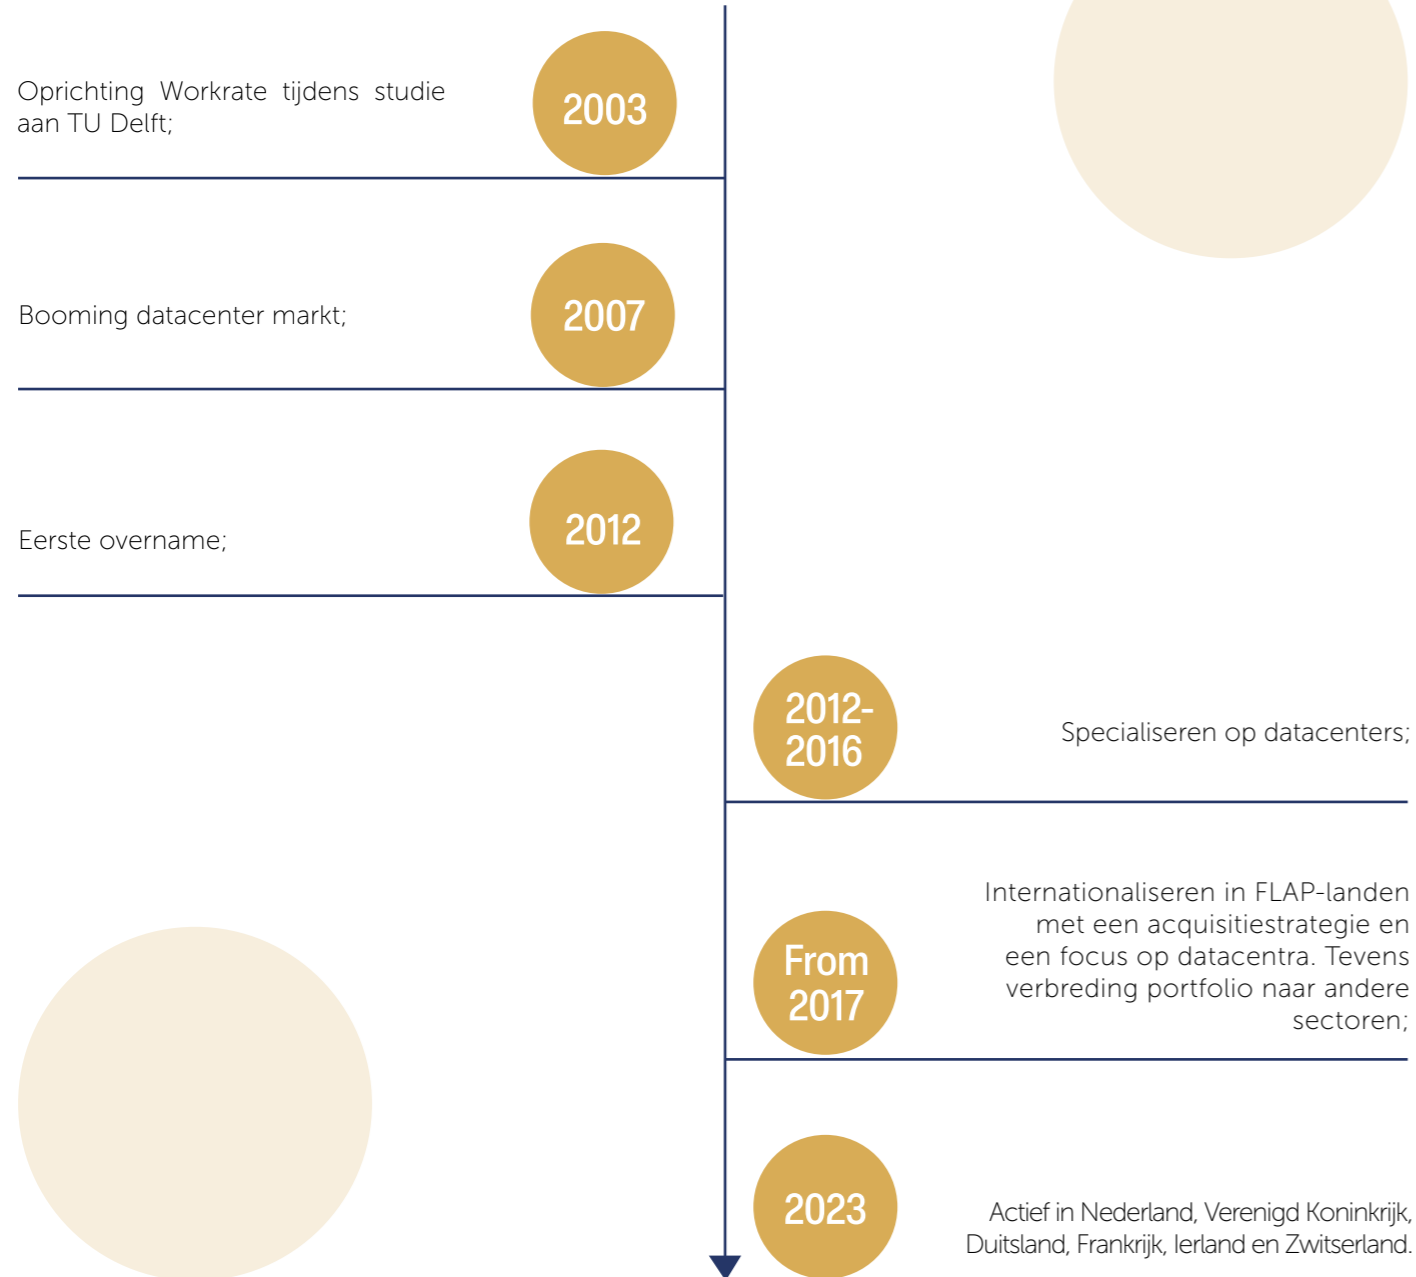 Oprichting Workrate tijdens studie
aan TU Delft;
2003
Booming datacenter markt;
2007
Eerste overname;
2012
2012-
2016
Specialiseren op datacenters;
From
2017
Internationaliseren in FLAP-landen
met een acquisitiestrategie en
een focus op datacentra. Tevens
verbreding portfolio naar andere
sectoren;
2023
Actief in Nederland, Verenigd Koninkrijk,
Duitsland, Frankrijk, Ierland en Zwitserland.